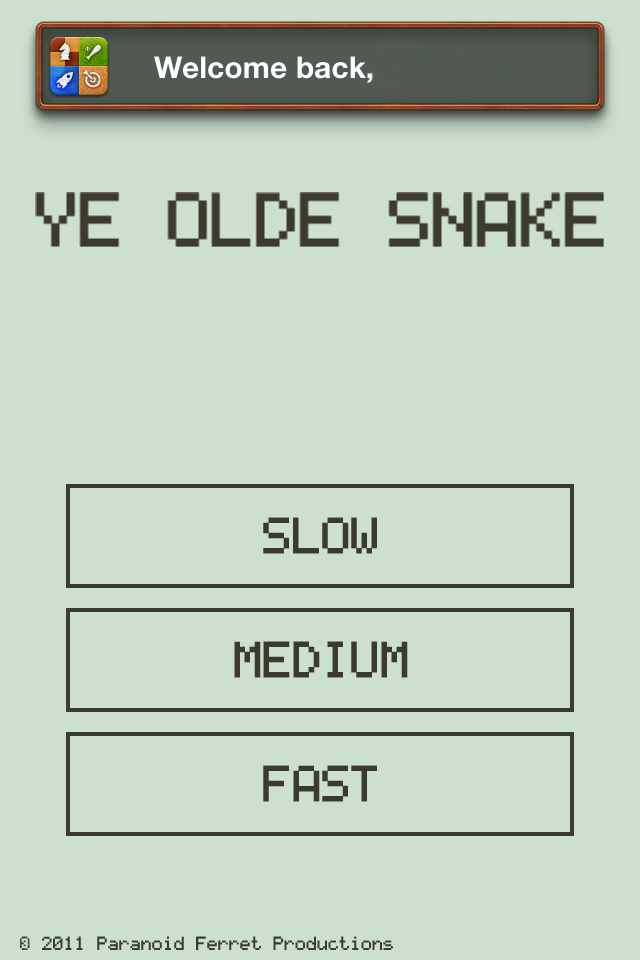 Welcome back,
YE OLDE SNAKE
SLOW
MEDIUM
FAST
© 2011 Paranoid Ferret Productions